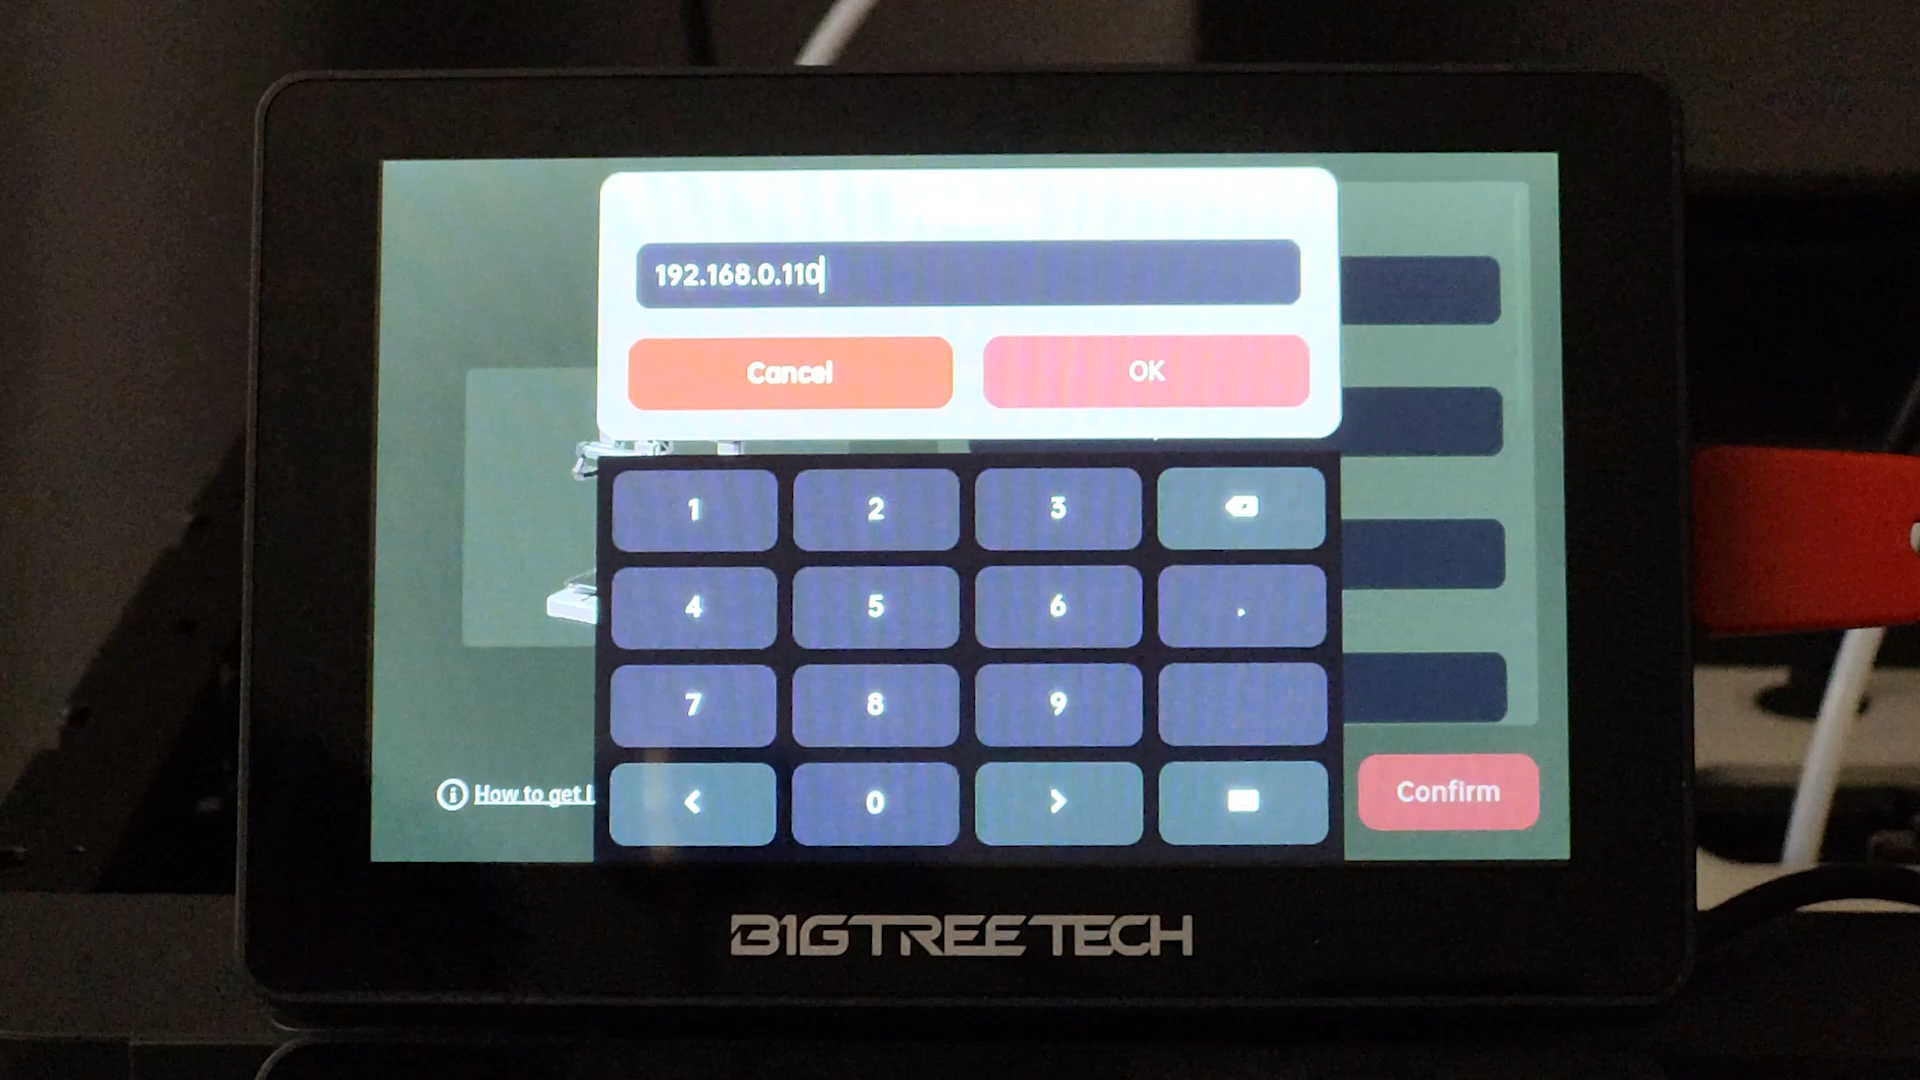 192.168.0.110
Cancel
OK
1 2 3
4 5 6 .
7 8 9
< 0 >
How to get
Confirm
BIGTREETECH